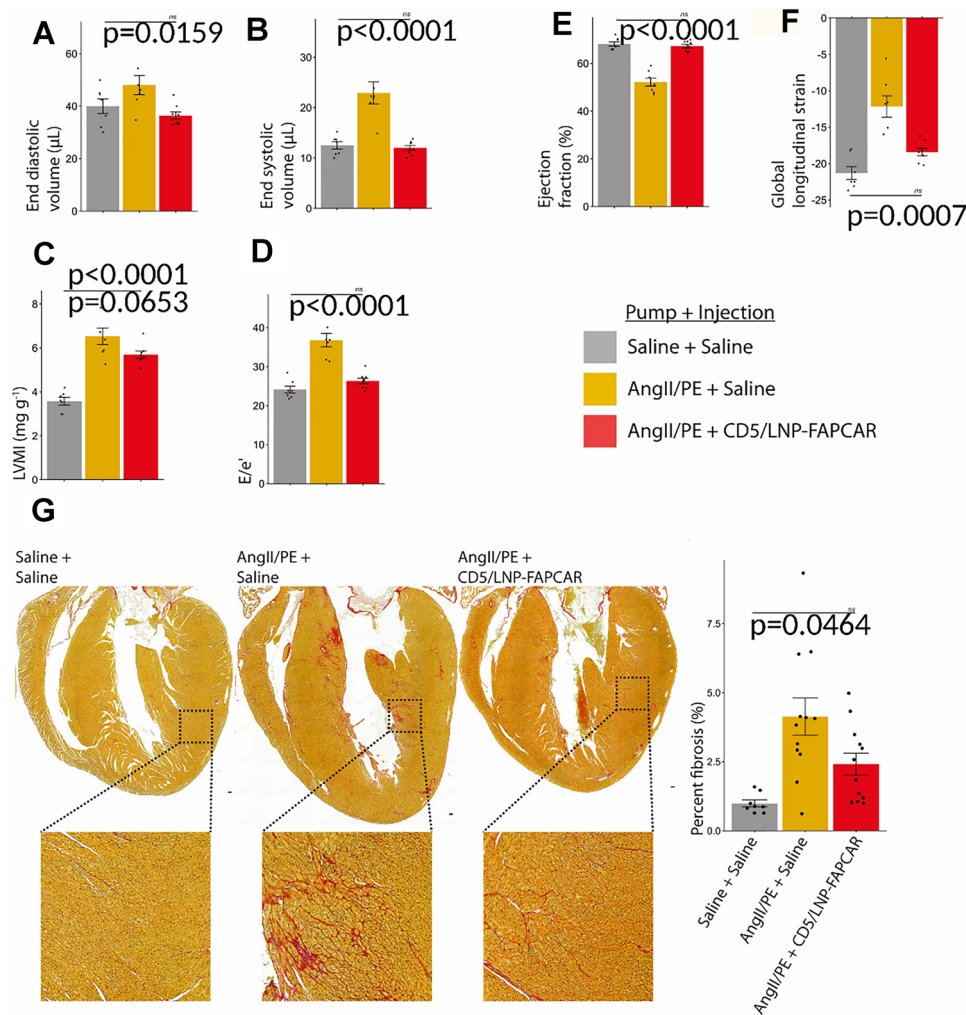 A
ns
p=0.0159
End diastolic
volume (µL)
60
40
20
0
B
ns
p<0.0001
End systolic
volume (µL)
30
20
10
0
E
ns
p<0.0001
Ejection
fraction (%)
60
40
20
0
F
Global
longitudinal strain
0
-10
-15
-20
-25
ns
p=0.0007
C
p<0.0001
p=0.0653
LVMI (mg g-1)
8
6
4
2
0
D
ns
p<0.0001
E/e'
40
30
20
10
0
Pump + Injection
Saline + Saline
AngII/PE + Saline
AngII/PE + CD5/LNP-FAPCAR
G
Saline +
Saline
AngII/PE +
Saline
AngII/PE +
CD5/LNP-FAPCAR
ns
p=0.0464
Percent fibrosis (%)
7.5
5.0
2.5
0.0
Saline + Saline
AngII/PE + Saline
AngII/PE + CD5/LNP-FAPCAR